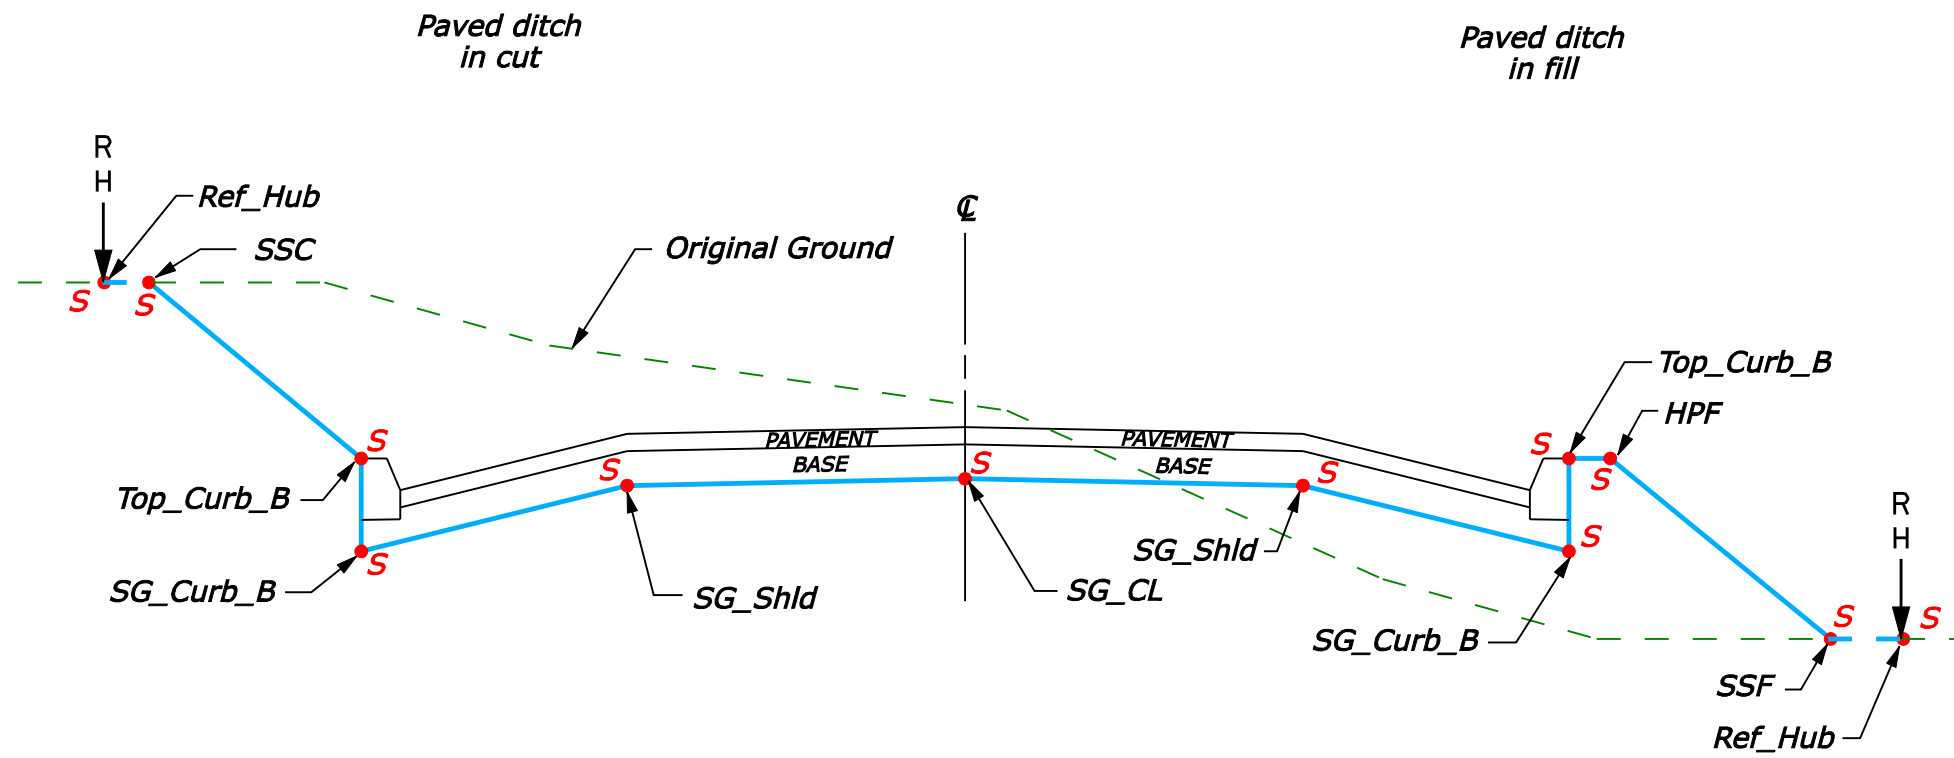 Paved ditch
in cut
Paved ditch
in fill
R
H
Ref_Hub
SSC
S
S
Original Ground
℄
Top_Curb_B
HPF
S
S
S
PAVEMENT
PAVEMENT
BASE
BASE
S
S
S
Top_Curb_B
SG_Curb_B
S
SG_Shld
SG_CL
SG_Shld
S
SG_Curb_B
R
H
S
S
SSF
Ref_Hub